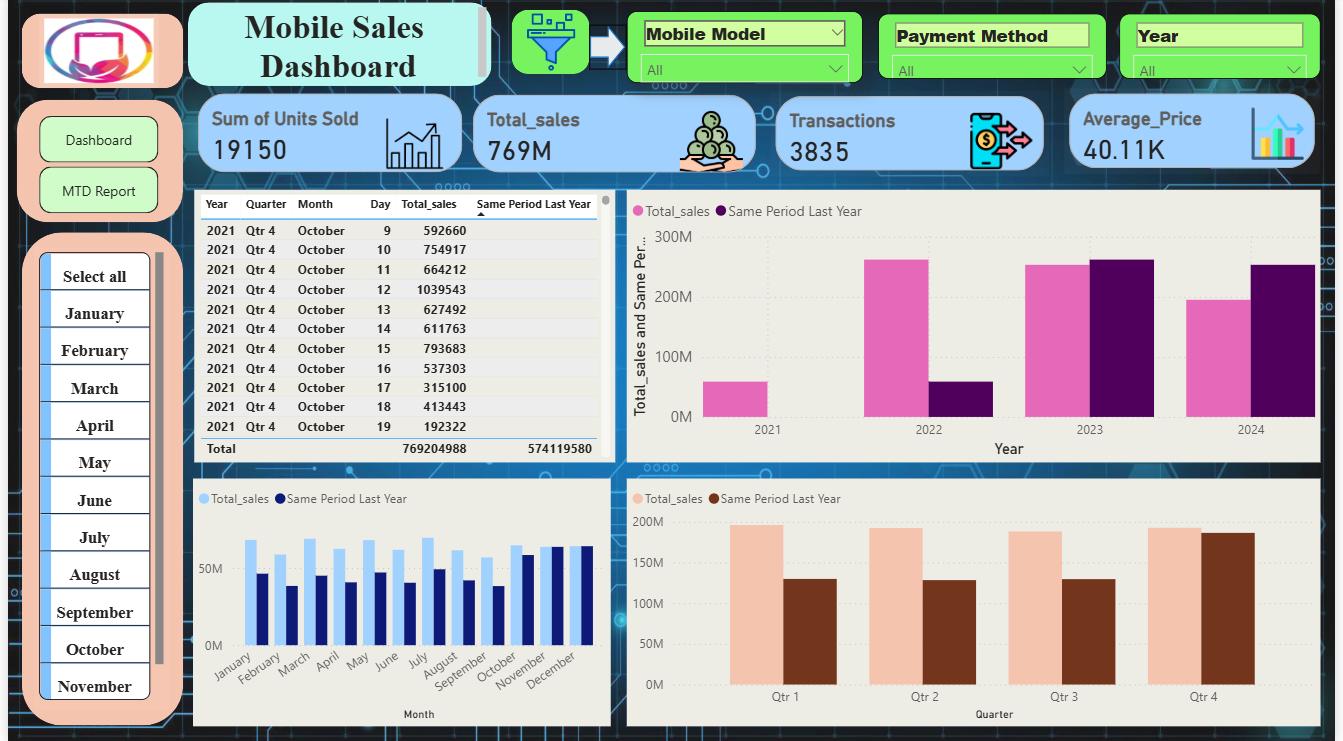 Mobile Sales
Dashboard
Mobile Model
All
Payment Method
All
Year
All
Dashboard
MTD Report
Sum of Units Sold
19150
Total_sales
769M
Transactions
3835
Average_Price
40.11K
Select all
January
February
March
April
May
June
July
August
September
October
November
Year Quarter Month Day Total_sales Same Period Last Year
2021 Qtr 4 October 9 592660
2021 Qtr 4 October 10 754917
2021 Qtr 4 October 11 664212
2021 Qtr 4 October 12 1039543
2021 Qtr 4 October 13 627492
2021 Qtr 4 October 14 611763
2021 Qtr 4 October 15 793683
2021 Qtr 4 October 16 537303
2021 Qtr 4 October 17 315100
2021 Qtr 4 October 18 413443
2021 Qtr 4 October 19 192322
Total 769204988 574119580
Total_sales Same Period Last Year
Total_sales and Same Per...
300M
200M
100M
0M
2021 2022 2023 2024
Year
Total_sales Same Period Last Year
50M
0M
January February March April May June July August September October November December
Month
Total_sales Same Period Last Year
200M
150M
100M
50M
0M
Qtr 1 Qtr 2 Qtr 3 Qtr 4
Quarter